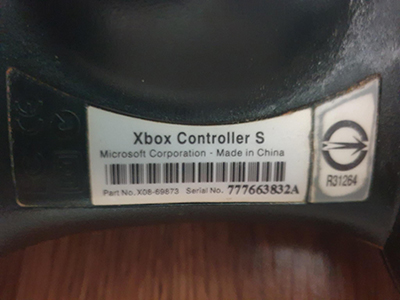 Xbox Controller S
Microsoft Corporation - Made in China
Part No. X08-69873 Serial No. 777663832A
R31264